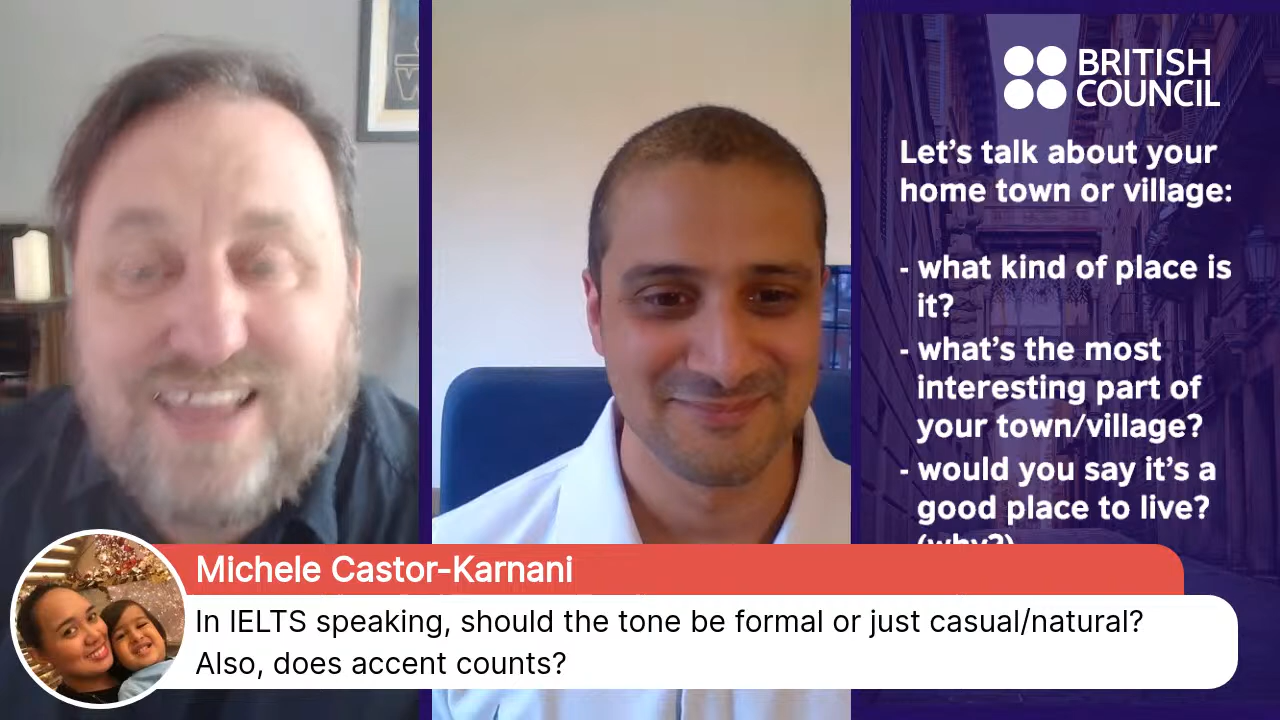 BRITISH
COUNCIL
Let's talk about your
home town or village:
- what kind of place is
it?
- what's the most
interesting part of
your town/village?
- would you say it's a
good place to live?
(why?)
Michele Castor-Karnani
In IELTS speaking, should the tone be formal or just casual/natural?
Also, does accent counts?